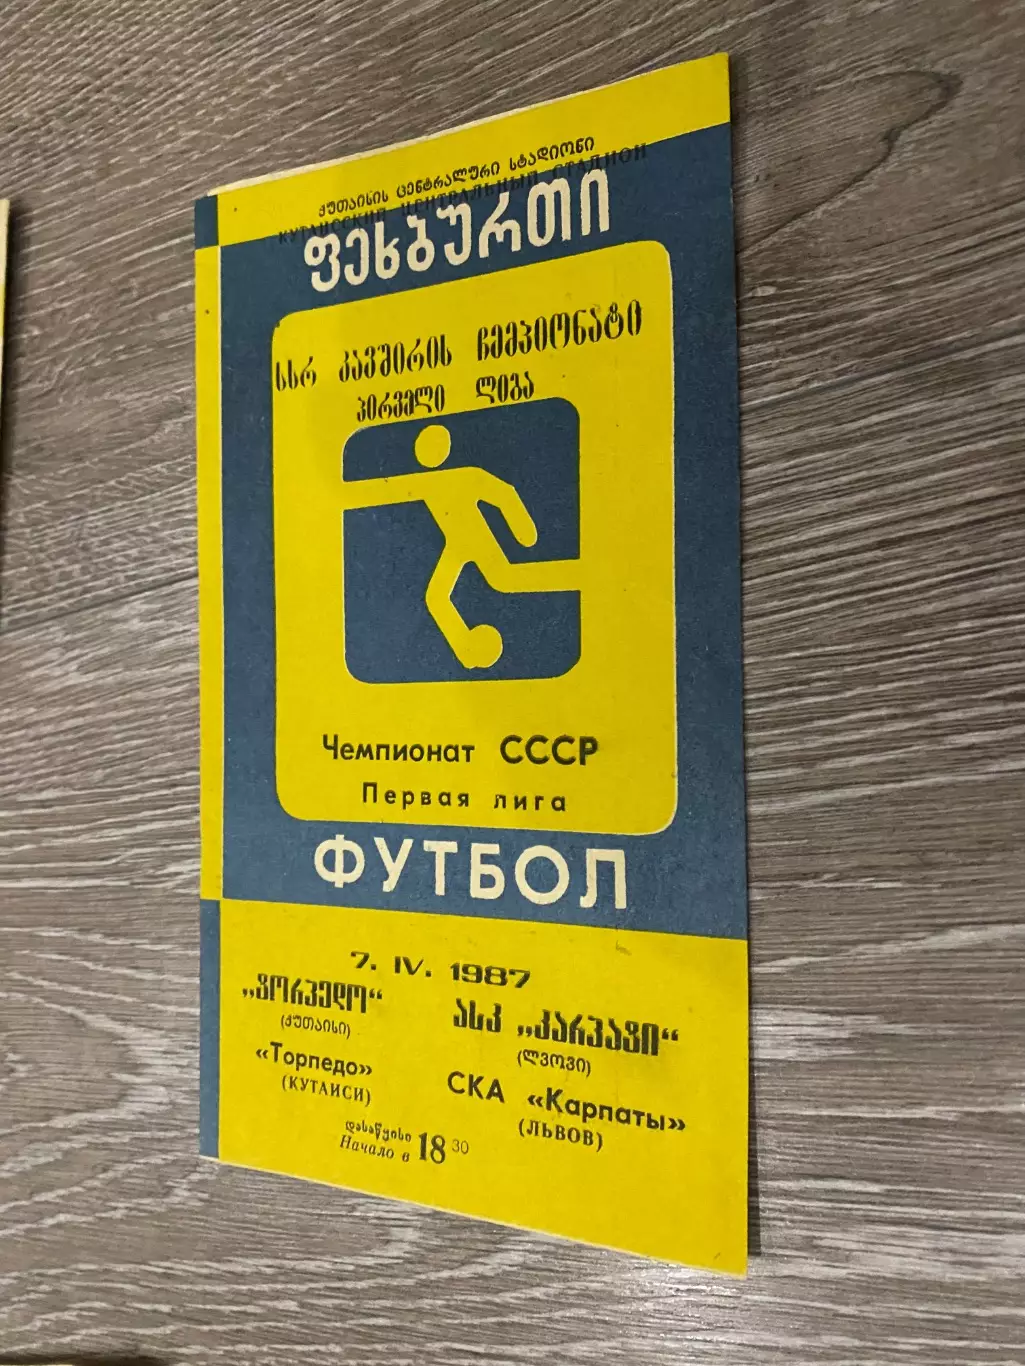 ქუთაისის ცენტრალური სტადიონი
КУТАИССКИЙ ЦЕНТРАЛЬНЫЙ СТАДИОН
ფეხბურთი
სსრ კავშირის ჩემპიონატი
პირველი ლიგა
Чемпионат СССР
Первая лига
ФУТБОЛ
7. IV. 1987
„ტორპედო“
(ქუთაისი)
«Торпедо»
(КУТАИСИ)
ასკ „კარპატი“
(ლვოვი)
СКА «Карпаты»
(ЛЬВОВ)
დასაწყისი
Начало в 18 30